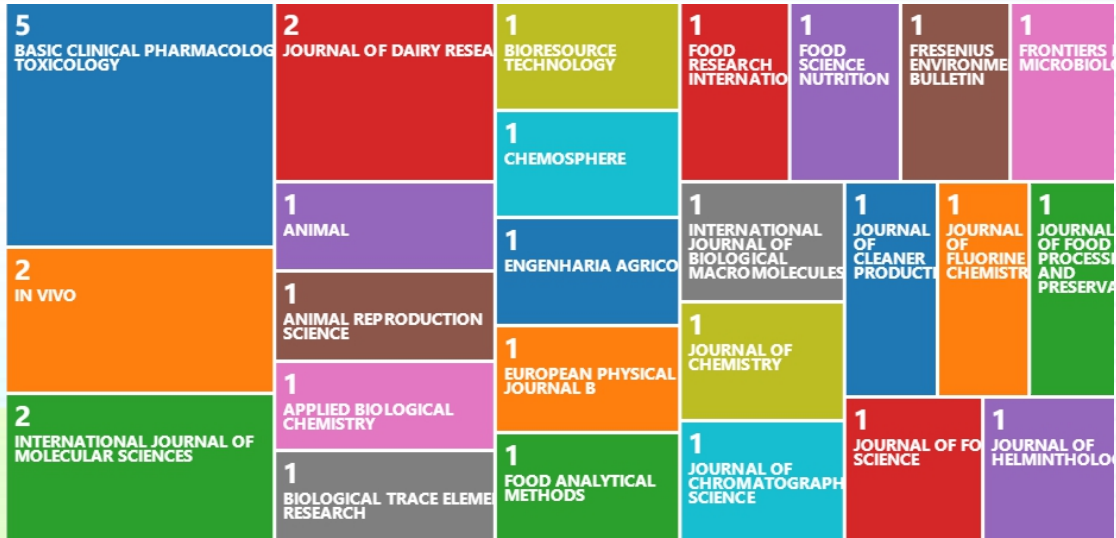 5
BASIC CLINICAL PHARMACOLOG
TOXICOLOGY
2
IN VIVO
2
INTERNATIONAL JOURNAL OF
MOLECULAR SCIENCES
2
JOURNAL OF DAIRY RESEA
1
ANIMAL
1
ANIMAL REPRODUCTION
SCIENCE
1
APPLIED BIOLOGICAL
CHEMISTRY
1
BIOLOGICAL TRACE ELEME
RESEARCH
1
BIORESOURCE
TECHNOLOGY
1
CHEMOSPHERE
1
ENGENHARIA AGRICO
1
EUROPEAN PHYSICAL
JOURNAL B
1
FOOD ANALYTICAL
METHODS
1
FOOD
RESEARCH
INTERNATIO
1
FOOD
SCIENCE
NUTRITION
1
FRESENIUS
ENVIRONME
BULLETIN
1
FRONTIERS I
MICROBIOLO
1
INTERNATIONAL
JOURNAL OF
BIOLOGICAL
MACROMOLECULES
1
JOURNAL OF
CHEMISTRY
1
JOURNAL OF
CHROMATOGRAPH
SCIENCE
1
JOURNAL
OF
CLEANER
PRODUCTI
1
JOURNAL
OF
FLUORINE
CHEMISTR
1
JOURNAL
OF FOOD
PROCESSI
AND
PRESERVA
1
JOURNAL OF FO
SCIENCE
1
JOURNAL OF
HELMINTHOLO